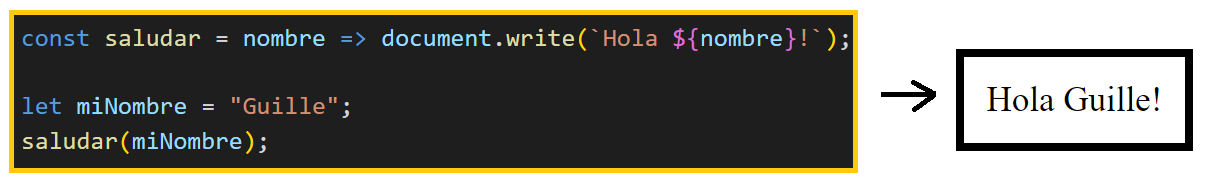 const saludar = nombre => document.write(`Hola ${nombre}!`);
let miNombre = "Guille";
saludar(miNombre);
Hola Guille!